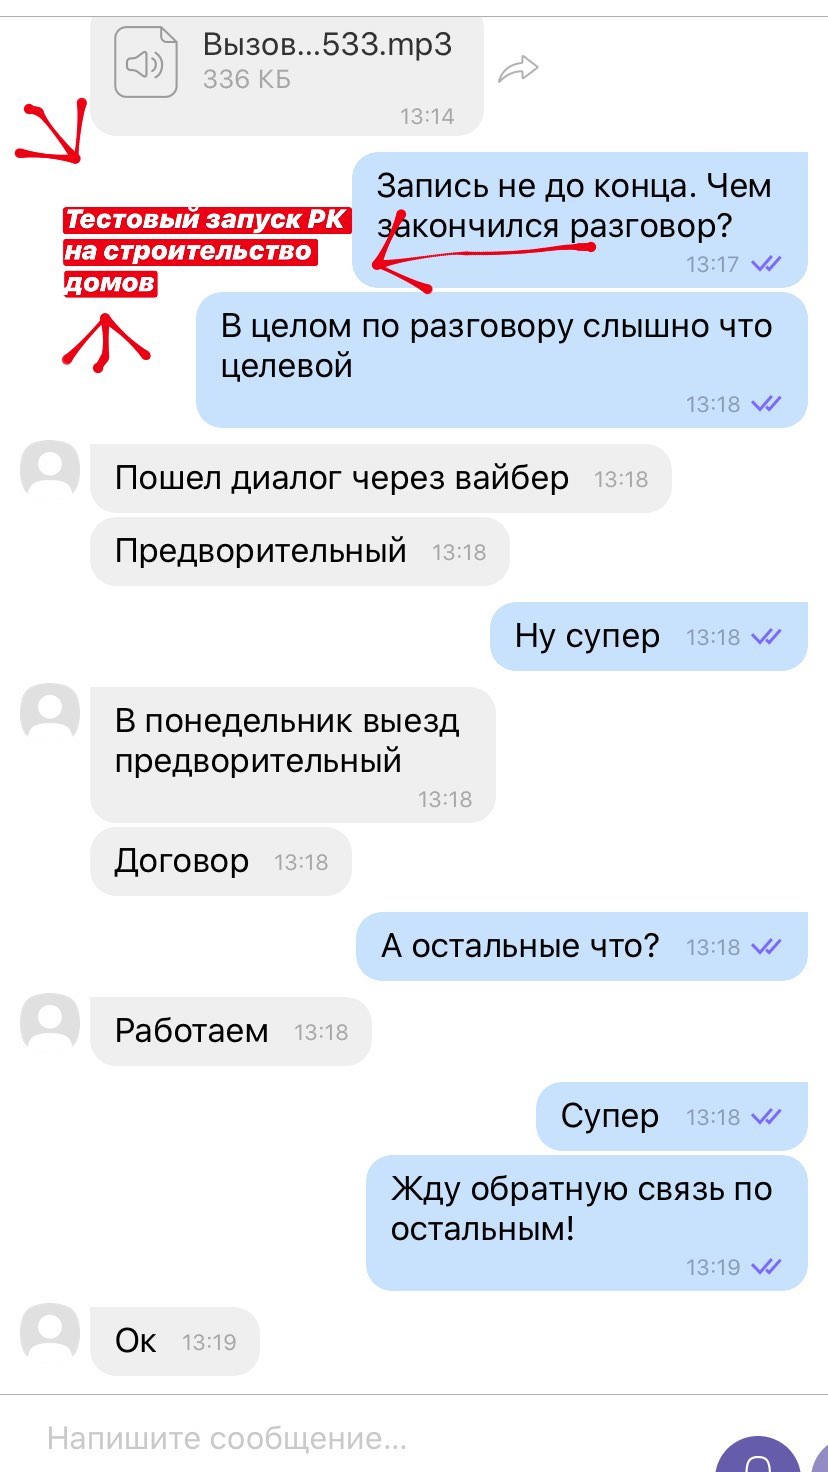 Вызов...533.mp3
336 КБ
13:14
Запись не до конца. Чем
закончился разговор?
13:17
Тестовый запуск РК
на строительство
домов
В целом по разговору слышно что
целевой
13:18
Пошел диалог через вайбер 13:18
Предворительный 13:18
Ну супер 13:18
В понедельник выезд
предворительный
13:18
Договор 13:18
А остальные что? 13:18
Работаем 13:18
Супер 13:18
Жду обратную связь по
остальным!
13:19
Ок 13:19
Напишите сообщение...